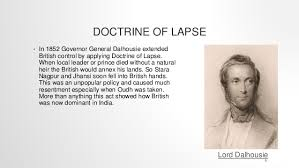 DOCTRINE OF LAPSE
• In 1852 Governor General Dalhousie extended
British control by applying Doctrine of Lapse.
When local leader or prince died without a natural
heir the British would annex his lands. So Stara
Nagpur and Jhansi soon fell into British hands.
This was an unpopular policy and caused much
resentment especially when Oudh was taken.
More than anything this act showed how British
was now dominant in India.
Lord Dalhousie